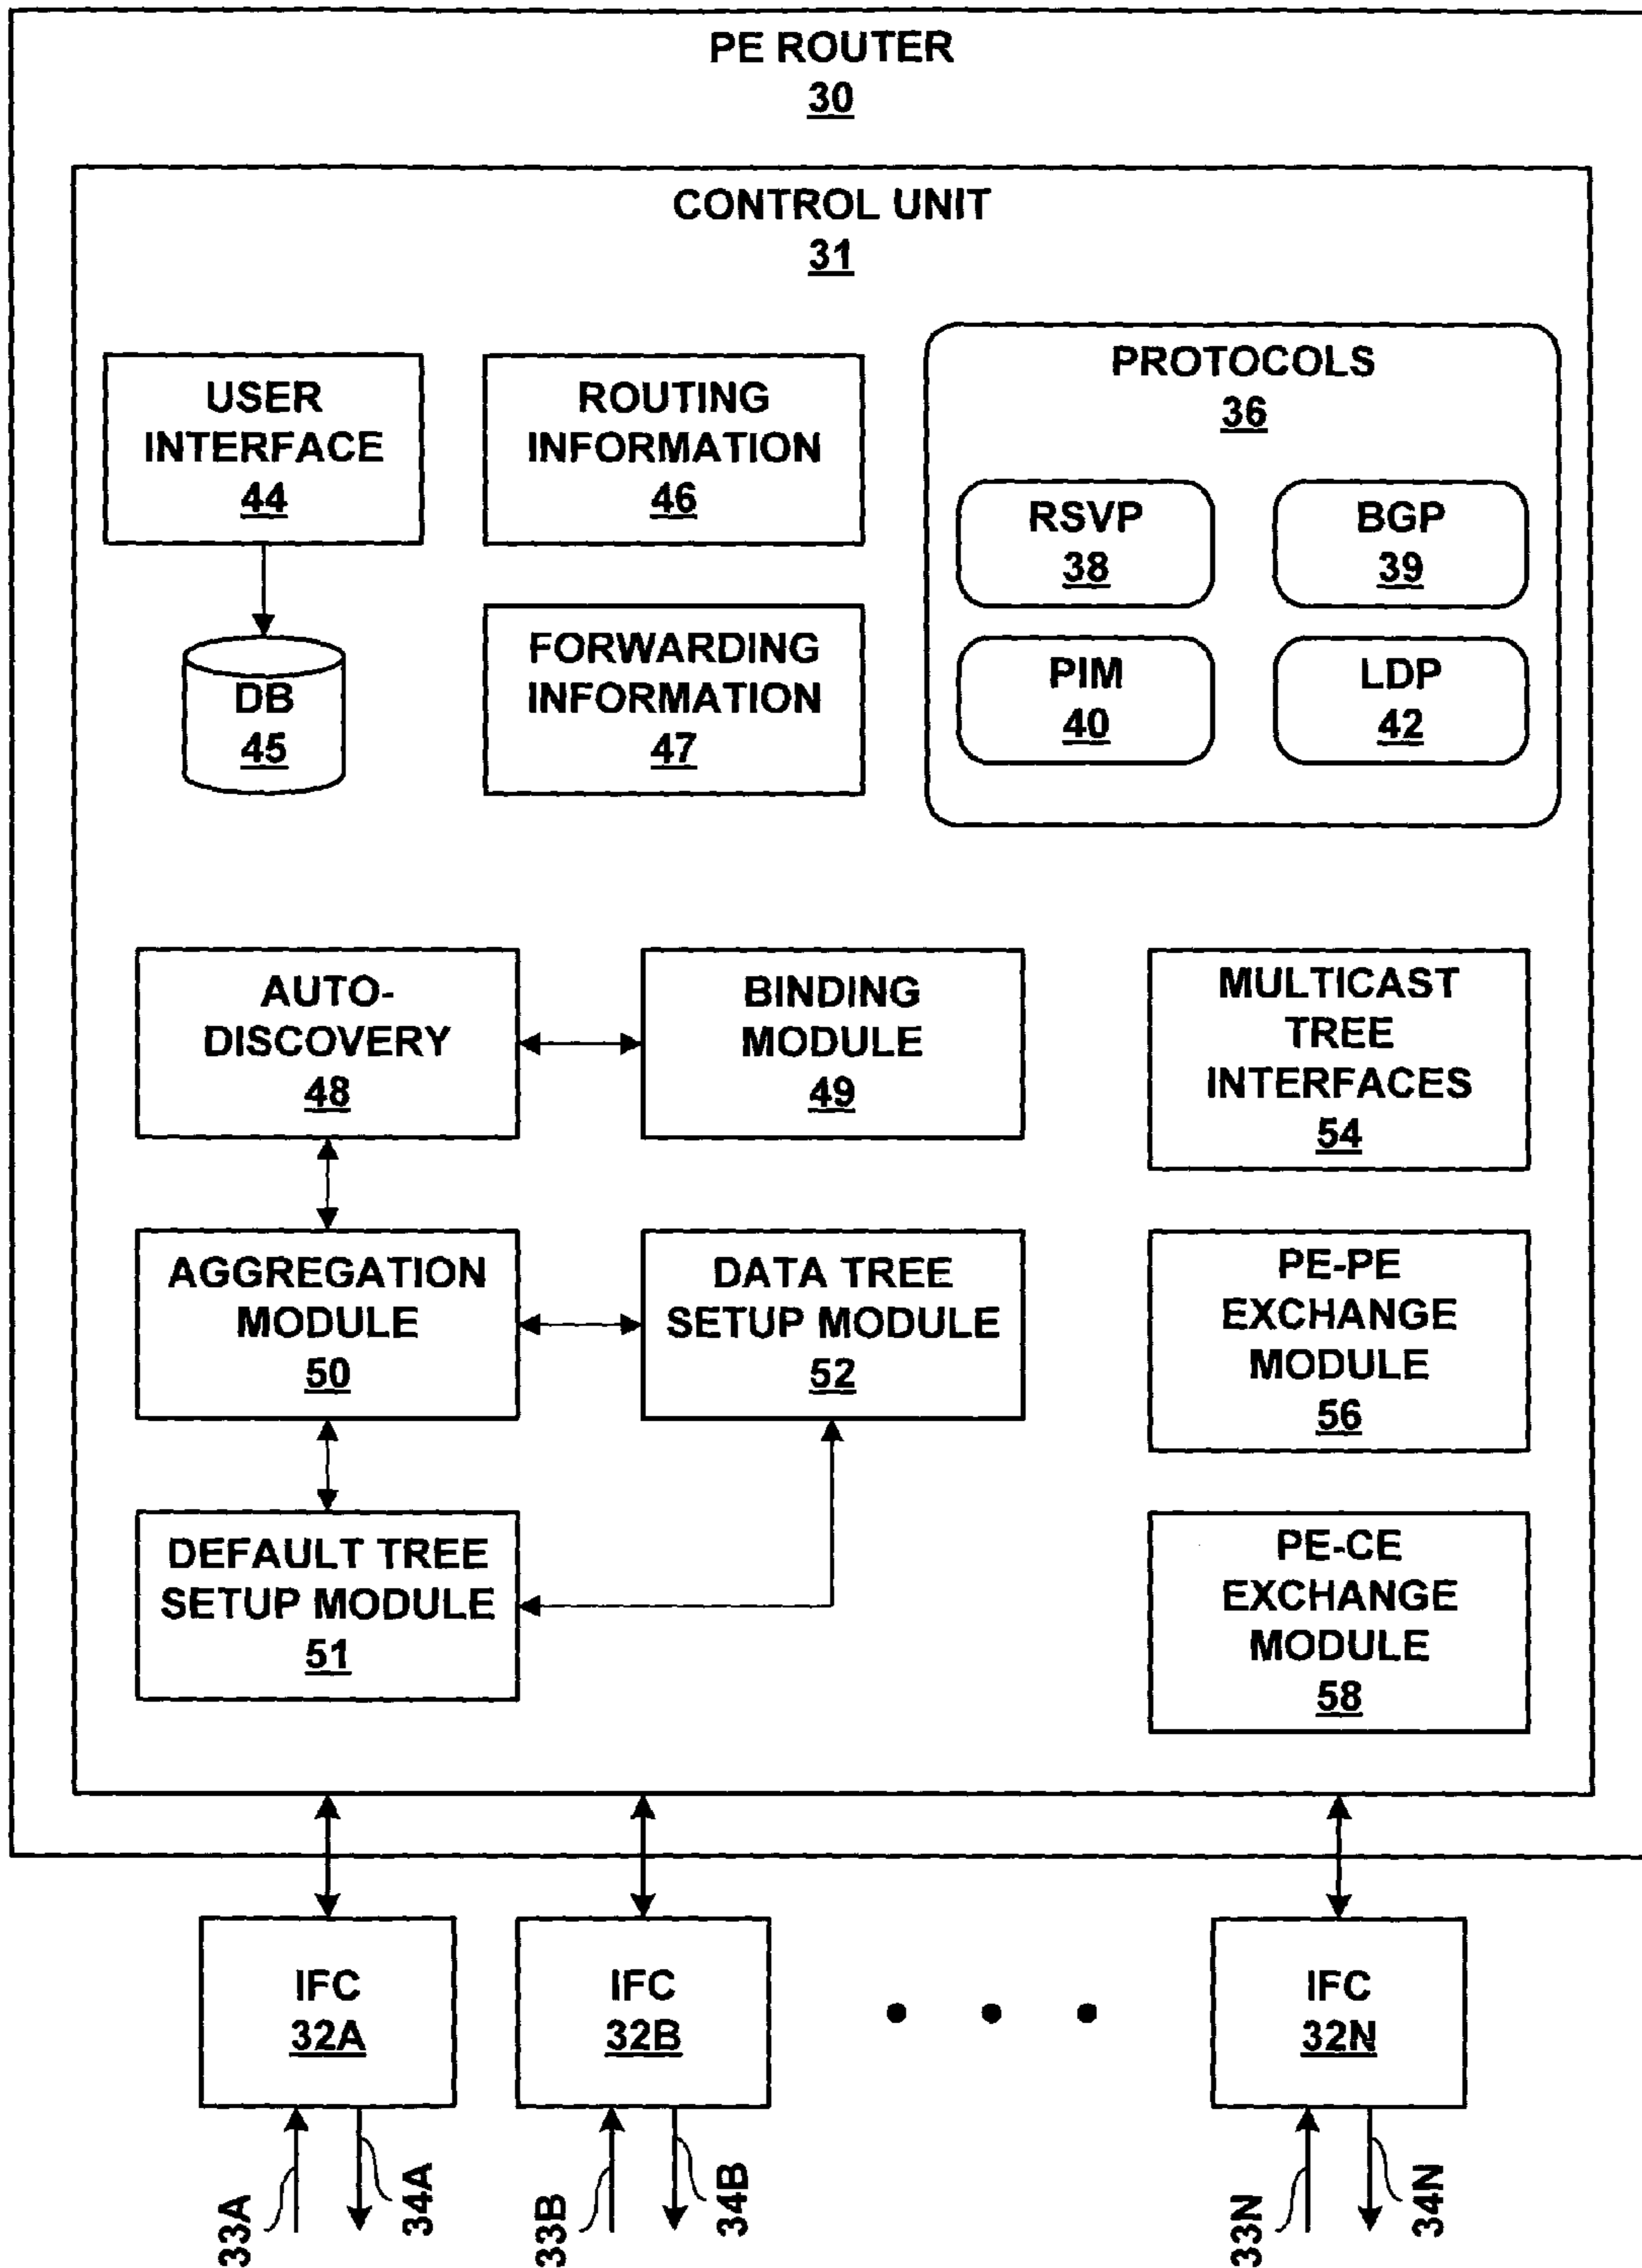 PE ROUTER
30
CONTROL UNIT
31
USER
INTERFACE
44
ROUTING
INFORMATION
46
PROTOCOLS
36
RSVP
38
BGP
39
PIM
40
LDP
42
DB
45
FORWARDING
INFORMATION
47
AUTO-
DISCOVERY
48
BINDING
MODULE
49
MULTICAST
TREE
INTERFACES
54
AGGREGATION
MODULE
50
DATA TREE
SETUP MODULE
52
PE-PE
EXCHANGE
MODULE
56
DEFAULT TREE
SETUP MODULE
51
PE-CE
EXCHANGE
MODULE
58
IFC
32A
IFC
32B
IFC
32N
33A
34A
33B
34B
33N
34N